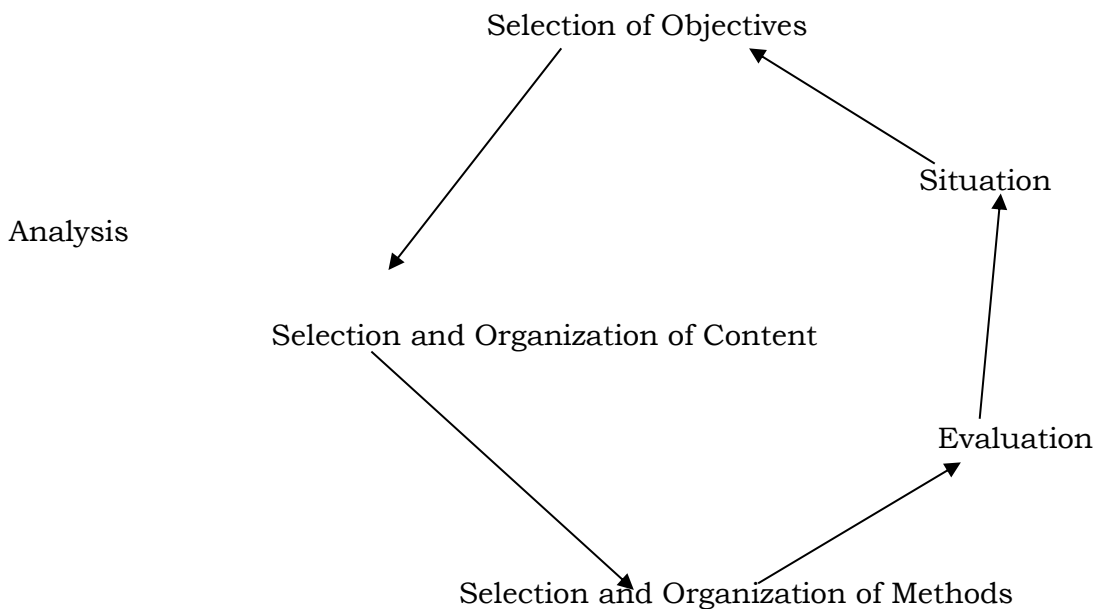 Selection of Objectives
Situation
Analysis
Selection and Organization of Content
Evaluation
Selection and Organization of Methods